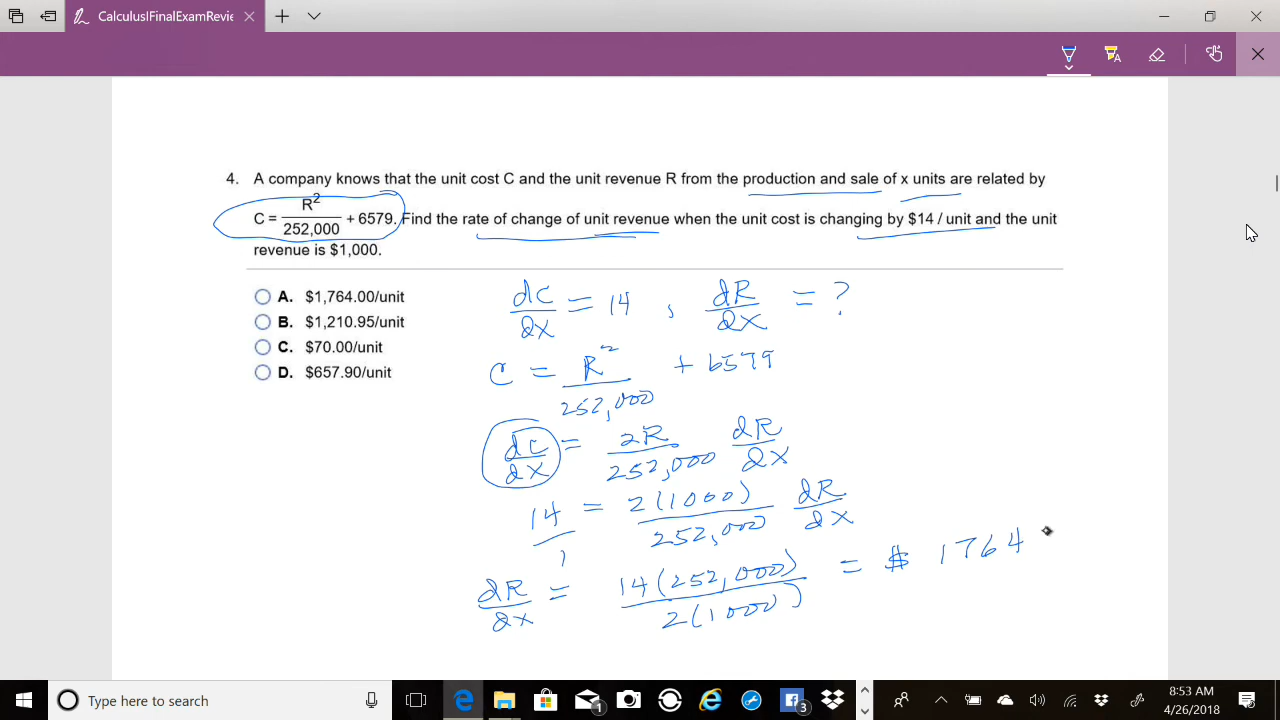 CalculusIFinalExamRevie
4. A company knows that the unit cost C and the unit revenue R from the production and sale of x units are related by
C = R² / 252,000 + 6579. Find the rate of change of unit revenue when the unit cost is changing by $14 / unit and the unit
revenue is $1,000.
A. $1,764.00/unit
B. $1,210.95/unit
C. $70.00/unit
D. $657.90/unit
dC/dx = 14 , dR/dx = ?
C = R² / 252,000 + 6579
dC/dx = 2R / 252,000 dR/dx
14/1 = 2(1000) / 252,000 dR/dx
dR/dx = 14(252,000) / 2(1000) = $ 1764
Type here to search
1
3
8:53 AM
4/26/2018